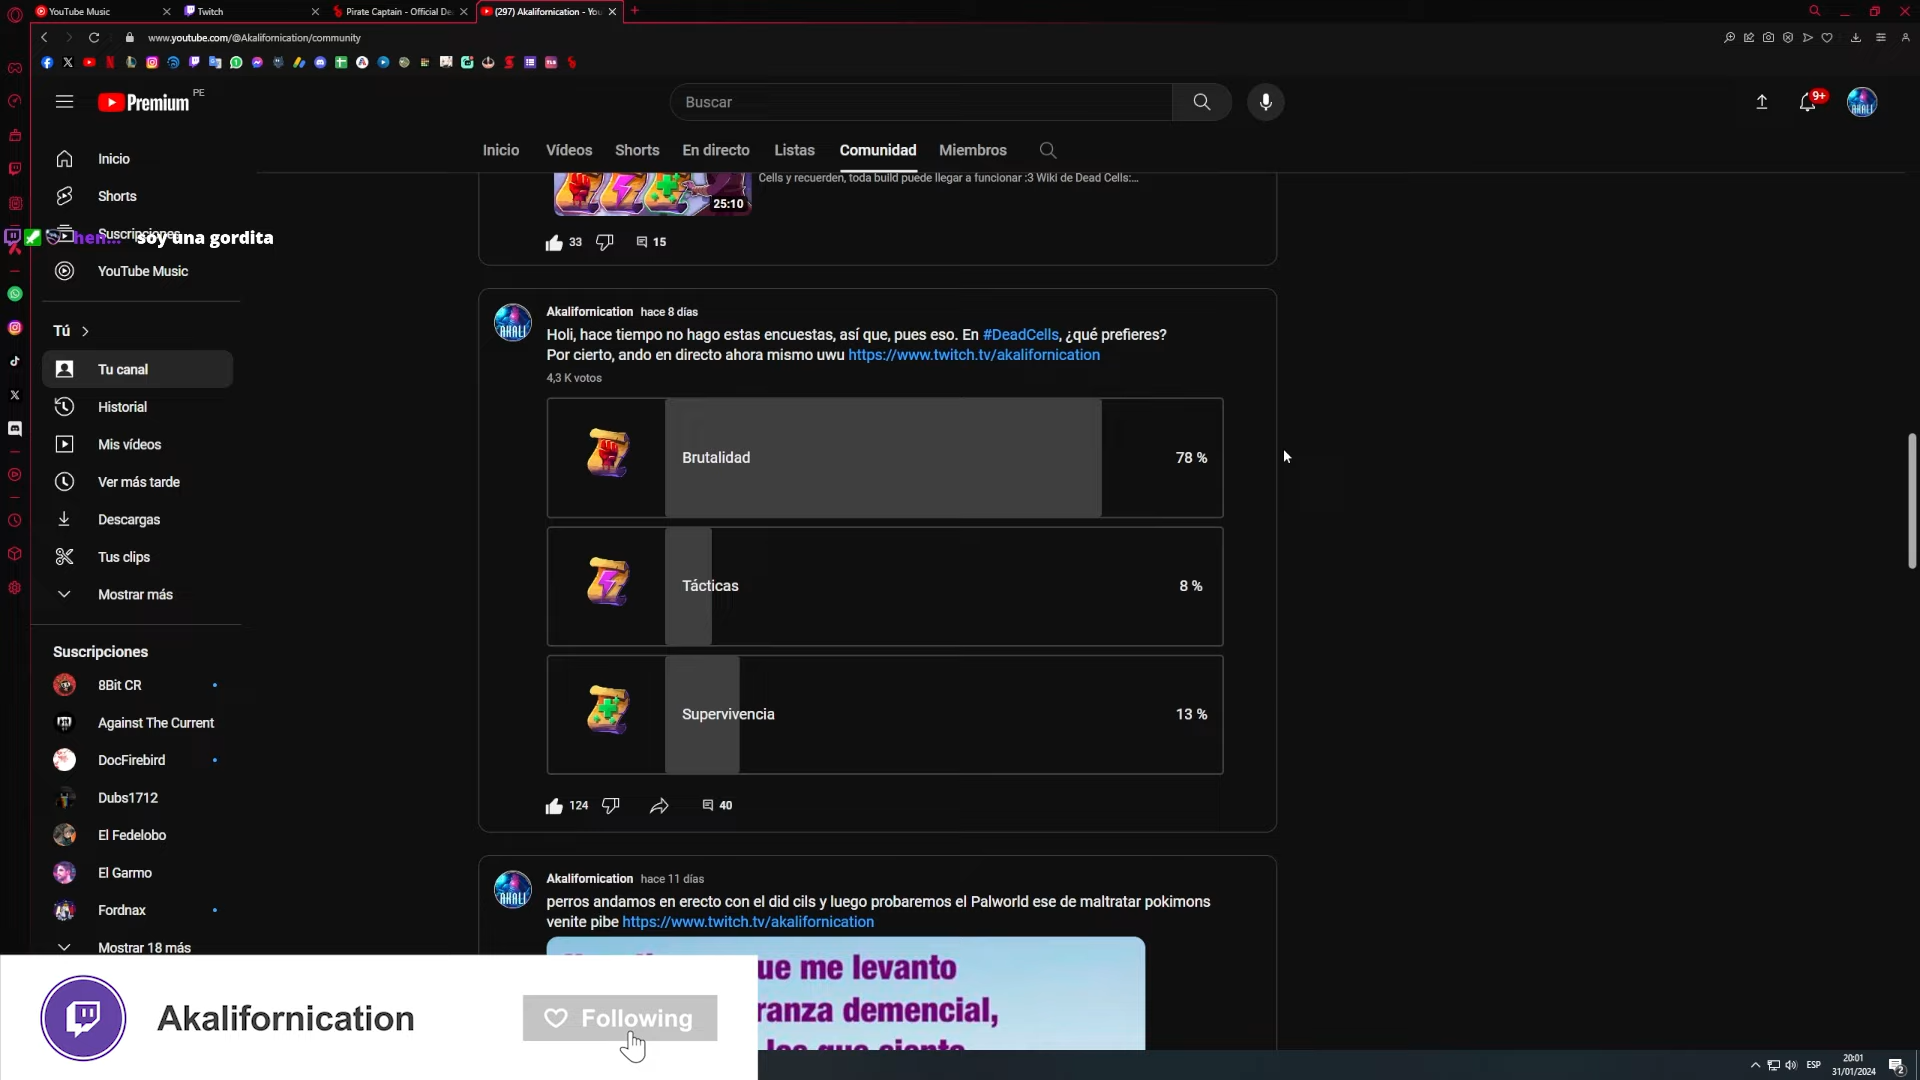 YouTube Music
Twitch
Pirate Captain - Official De
(297) Akalifornication - You
www.youtube.com/@Akalifornication/community
Premium
PE
Buscar
9+
Inicio
Vídeos
Shorts
En directo
Listas
Comunidad
Miembros
Inicio
Shorts
Suscripciones
hen... soy una gordita
YouTube Music
Tú
Tu canal
Historial
Mis vídeos
Ver más tarde
Descargas
Tus clips
Mostrar más
Suscripciones
8Bit CR
Against The Current
DocFirebird
Dubs1712
El Fedelobo
El Garmo
Fordnax
Mostrar 18 más
Cells y recuerden, toda build puede llegar a funcionar :3 Wiki de Dead Cells:...
25:10
33
15
Akalifornication hace 8 días
Holi, hace tiempo no hago estas encuestas, así que, pues eso. En #DeadCells, ¿qué prefieres?
Por cierto, ando en directo ahora mismo uwu https://www.twitch.tv/akalifornication
4,3 K votos
Brutalidad 78 %
Tácticas 8 %
Supervivencia 13 %
124
40
Akalifornication hace 11 días
perros andamos en erecto con el did cils y luego probaremos el Palworld ese de maltratar pokimons
venite pibe https://www.twitch.tv/akalifornication
ue me levanto
ranza demencial,
los que siento
AKALI
Akalifornication
Following
ESP
20:01
31/01/2024
2